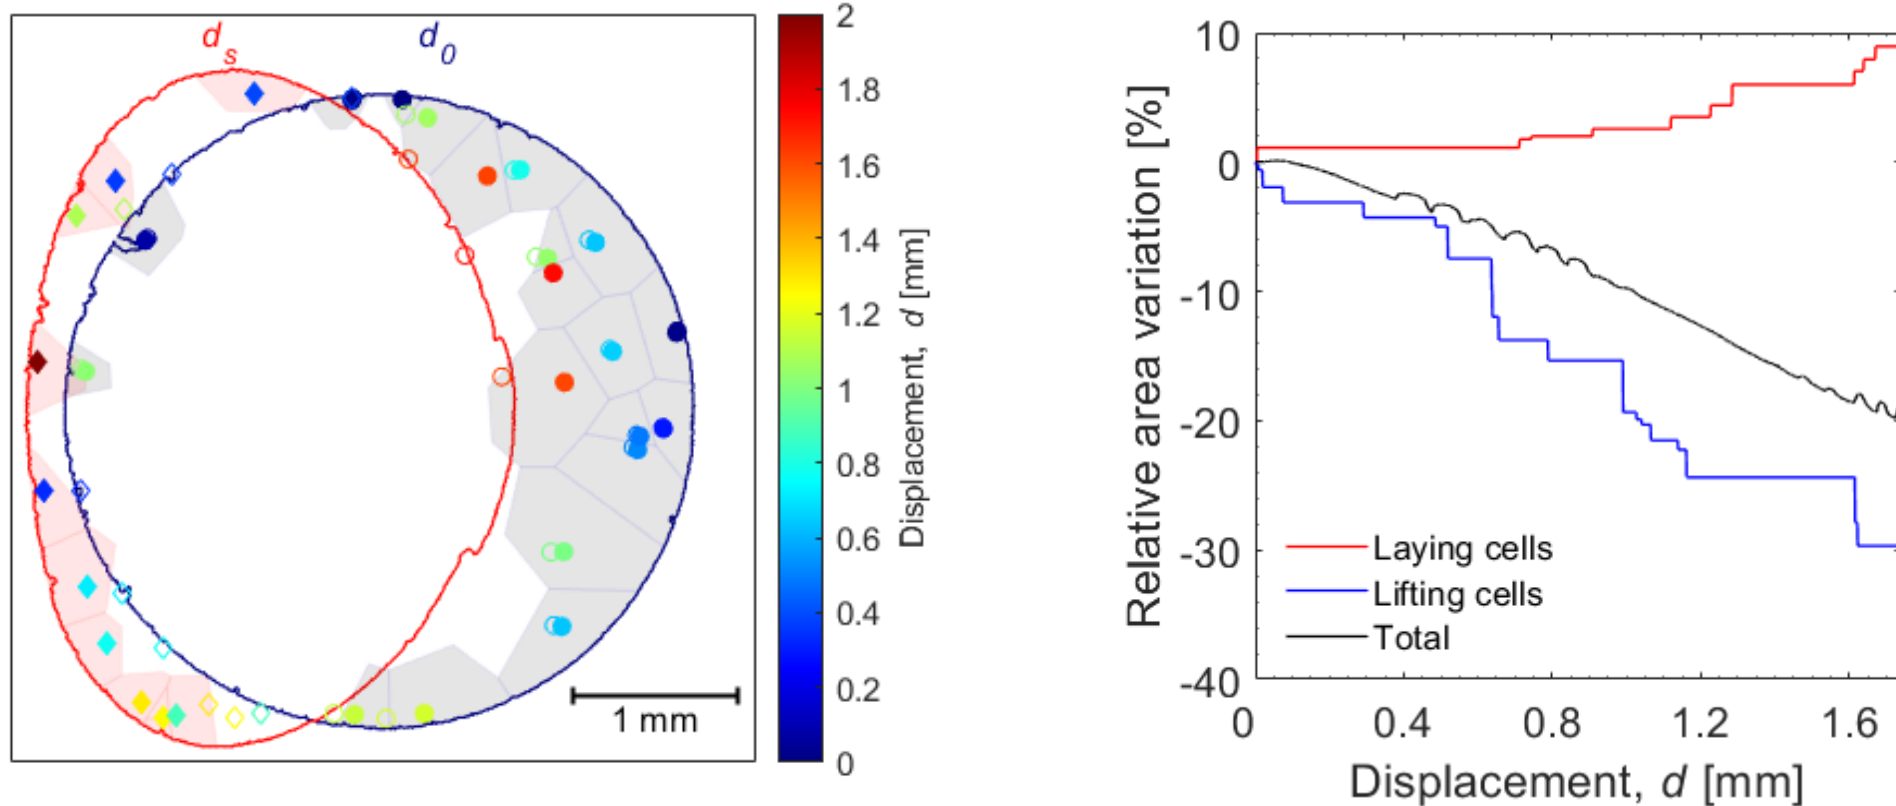 d_s
d_0
2
1.8
1.6
1.4
1.2
1
0.8
0.6
0.4
0.2
0
Displacement, d [mm]
1 mm
10
0
-10
-20
-30
-40
Relative area variation [%]
Laying cells
Lifting cells
Total
0
0.4
0.8
1.2
1.6
Displacement, d [mm]